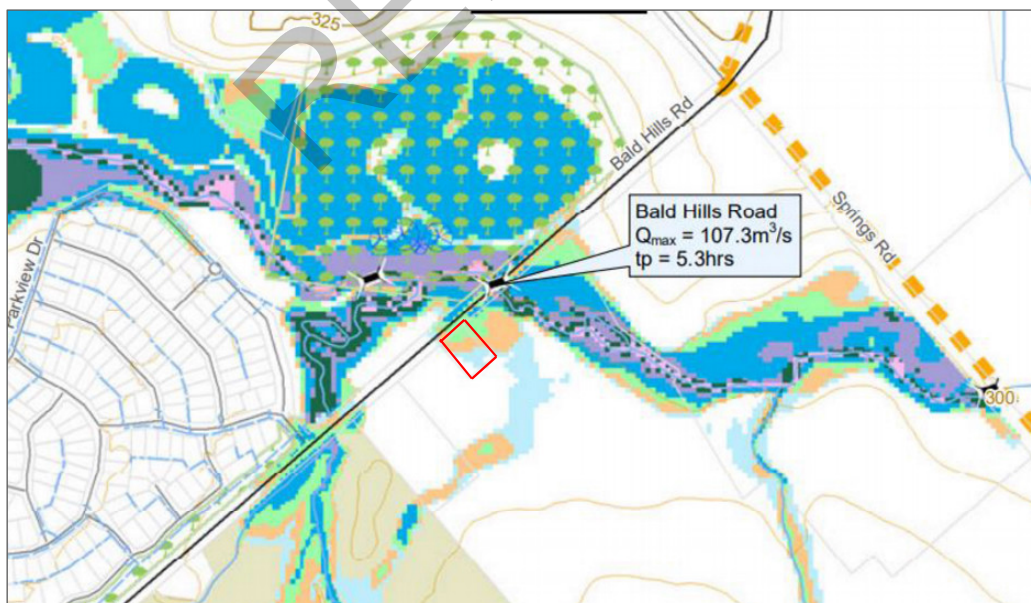 325
Bald Hills Rd
Bald Hills Road
Qmax = 107.3m³/s
tp = 5.3hrs
Springs Rd
Parkview Dr
300